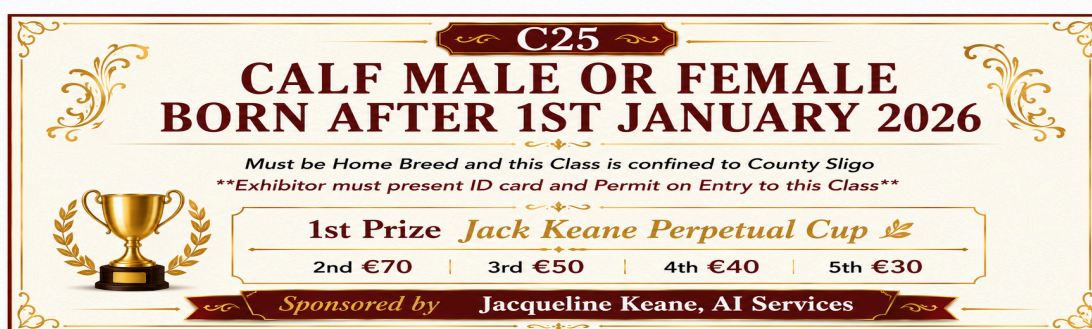 C25
CALF MALE OR FEMALE
BORN AFTER 1ST JANUARY 2026
Must be Home Breed and this Class is confined to County Sligo
**Exhibitor must present ID card and Permit on Entry to this Class**
1st Prize Jack Keane Perpetual Cup
2nd €70 3rd €50 4th €40 5th €30
Sponsored by Jacqueline Keane, AI Services